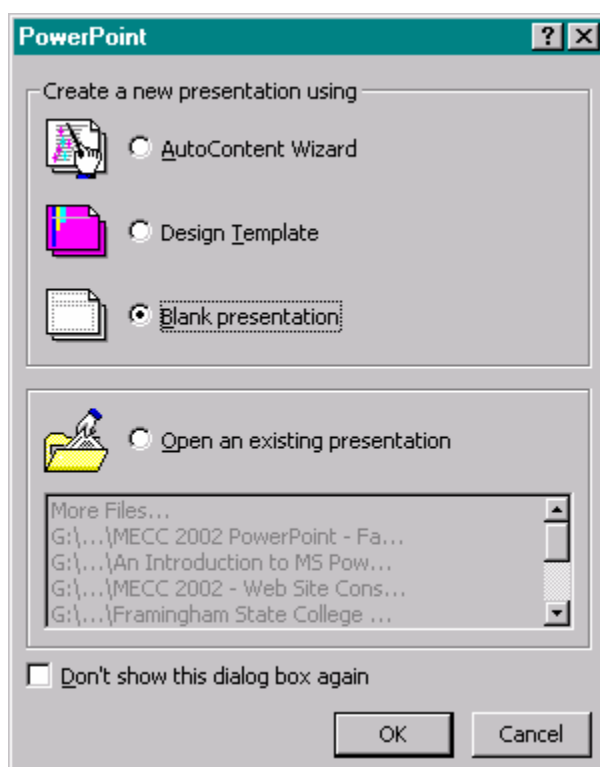 PowerPoint
Create a new presentation using
AutoContent Wizard
Design Template
Blank presentation
Open an existing presentation
More Files...
G:\...\MECC 2002 PowerPoint - Fa...
G:\...\An Introduction to MS Pow...
G:\...\MECC 2002 - Web Site Cons...
G:\...\Framingham State College ...
Don't show this dialog box again
OK
Cancel